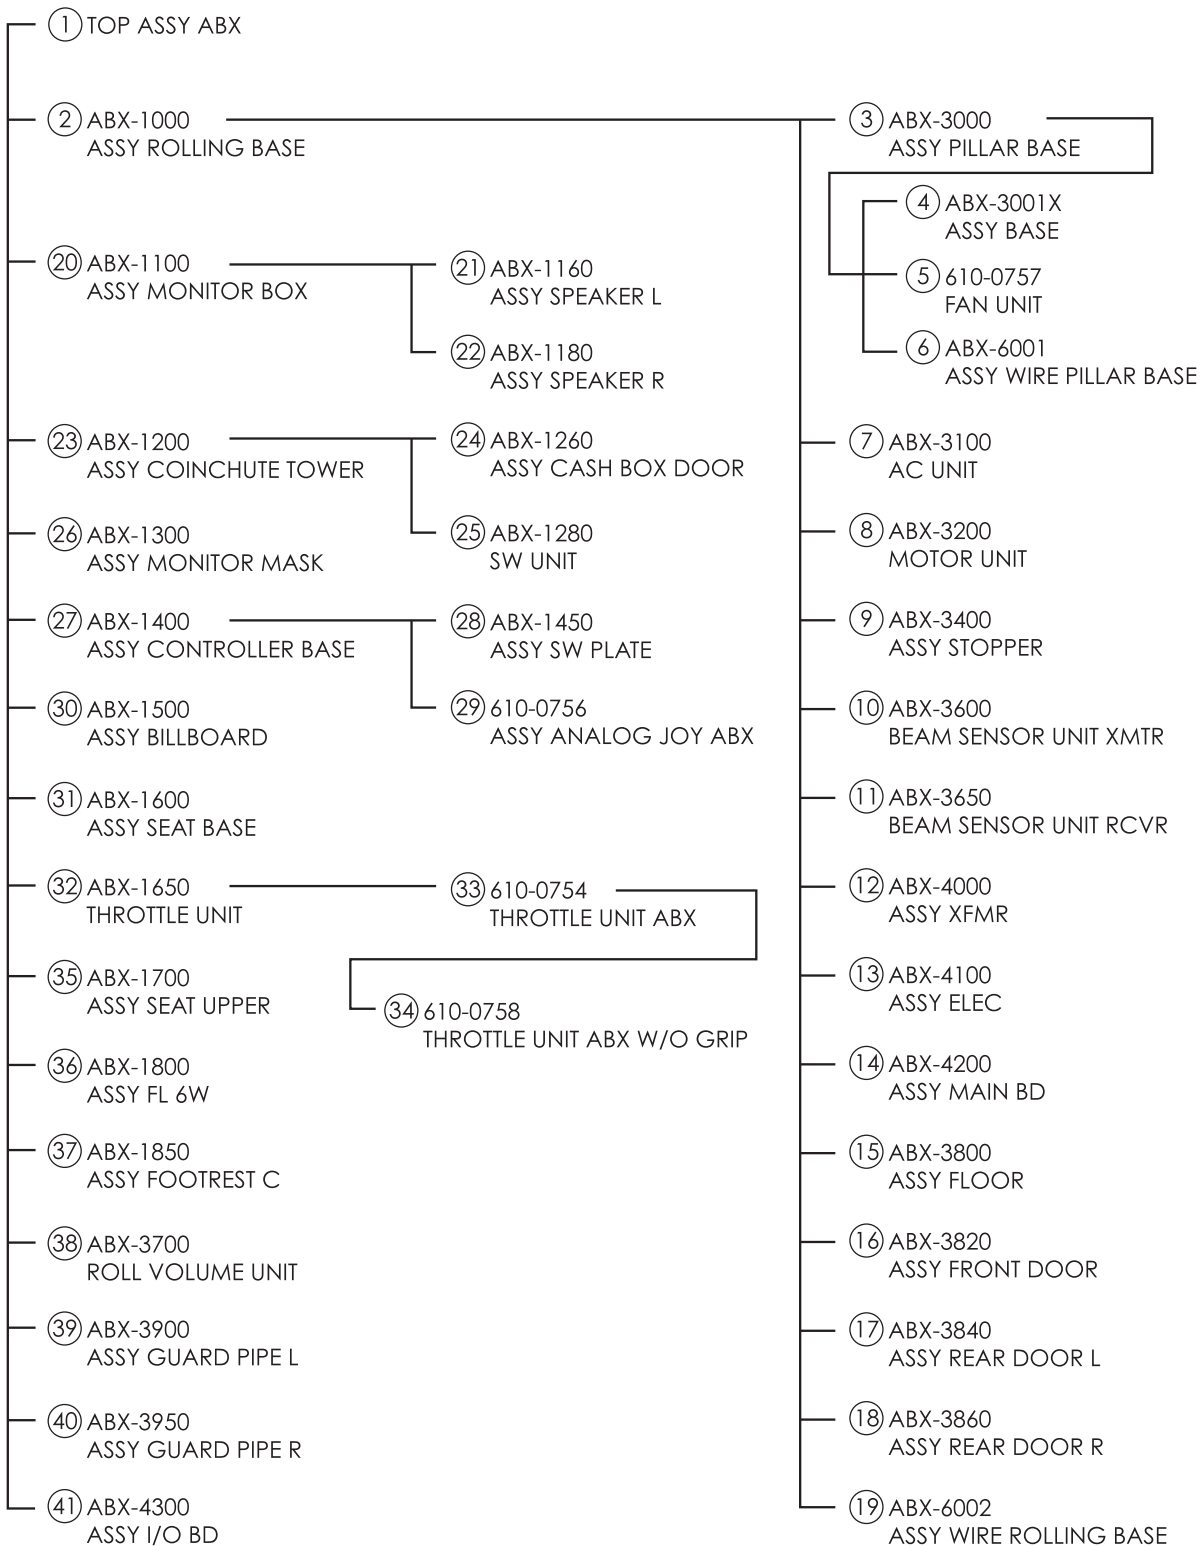 1 TOP ASSY ABX
2 ABX-1000
ASSY ROLLING BASE
3 ABX-3000
ASSY PILLAR BASE
4 ABX-3001X
ASSY BASE
5 610-0757
FAN UNIT
6 ABX-6001
ASSY WIRE PILLAR BASE
7 ABX-3100
AC UNIT
8 ABX-3200
MOTOR UNIT
9 ABX-3400
ASSY STOPPER
10 ABX-3600
BEAM SENSOR UNIT XMTR
11 ABX-3650
BEAM SENSOR UNIT RCVR
12 ABX-4000
ASSY XFMR
13 ABX-4100
ASSY ELEC
14 ABX-4200
ASSY MAIN BD
15 ABX-3800
ASSY FLOOR
16 ABX-3820
ASSY FRONT DOOR
17 ABX-3840
ASSY REAR DOOR L
18 ABX-3860
ASSY REAR DOOR R
19 ABX-6002
ASSY WIRE ROLLING BASE
20 ABX-1100
ASSY MONITOR BOX
21 ABX-1160
ASSY SPEAKER L
22 ABX-1180
ASSY SPEAKER R
23 ABX-1200
ASSY COINCHUTE TOWER
24 ABX-1260
ASSY CASH BOX DOOR
25 ABX-1280
SW UNIT
26 ABX-1300
ASSY MONITOR MASK
27 ABX-1400
ASSY CONTROLLER BASE
28 ABX-1450
ASSY SW PLATE
29 610-0756
ASSY ANALOG JOY ABX
30 ABX-1500
ASSY BILLBOARD
31 ABX-1600
ASSY SEAT BASE
32 ABX-1650
THROTTLE UNIT
33 610-0754
THROTTLE UNIT ABX
34 610-0758
THROTTLE UNIT ABX W/O GRIP
35 ABX-1700
ASSY SEAT UPPER
36 ABX-1800
ASSY FL 6W
37 ABX-1850
ASSY FOOTREST C
38 ABX-3700
ROLL VOLUME UNIT
39 ABX-3900
ASSY GUARD PIPE L
40 ABX-3950
ASSY GUARD PIPE R
41 ABX-4300
ASSY I/O BD